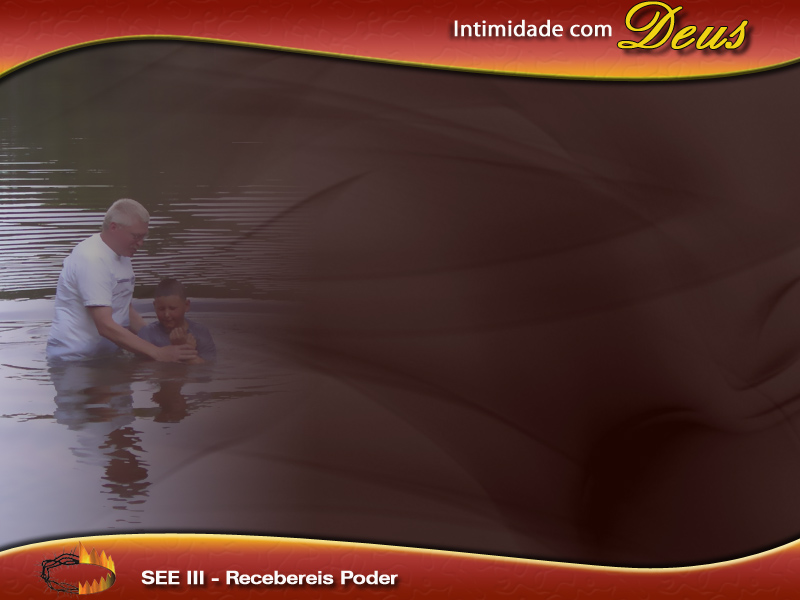 Intimidade com Deus
SEE III - Recebereis Poder